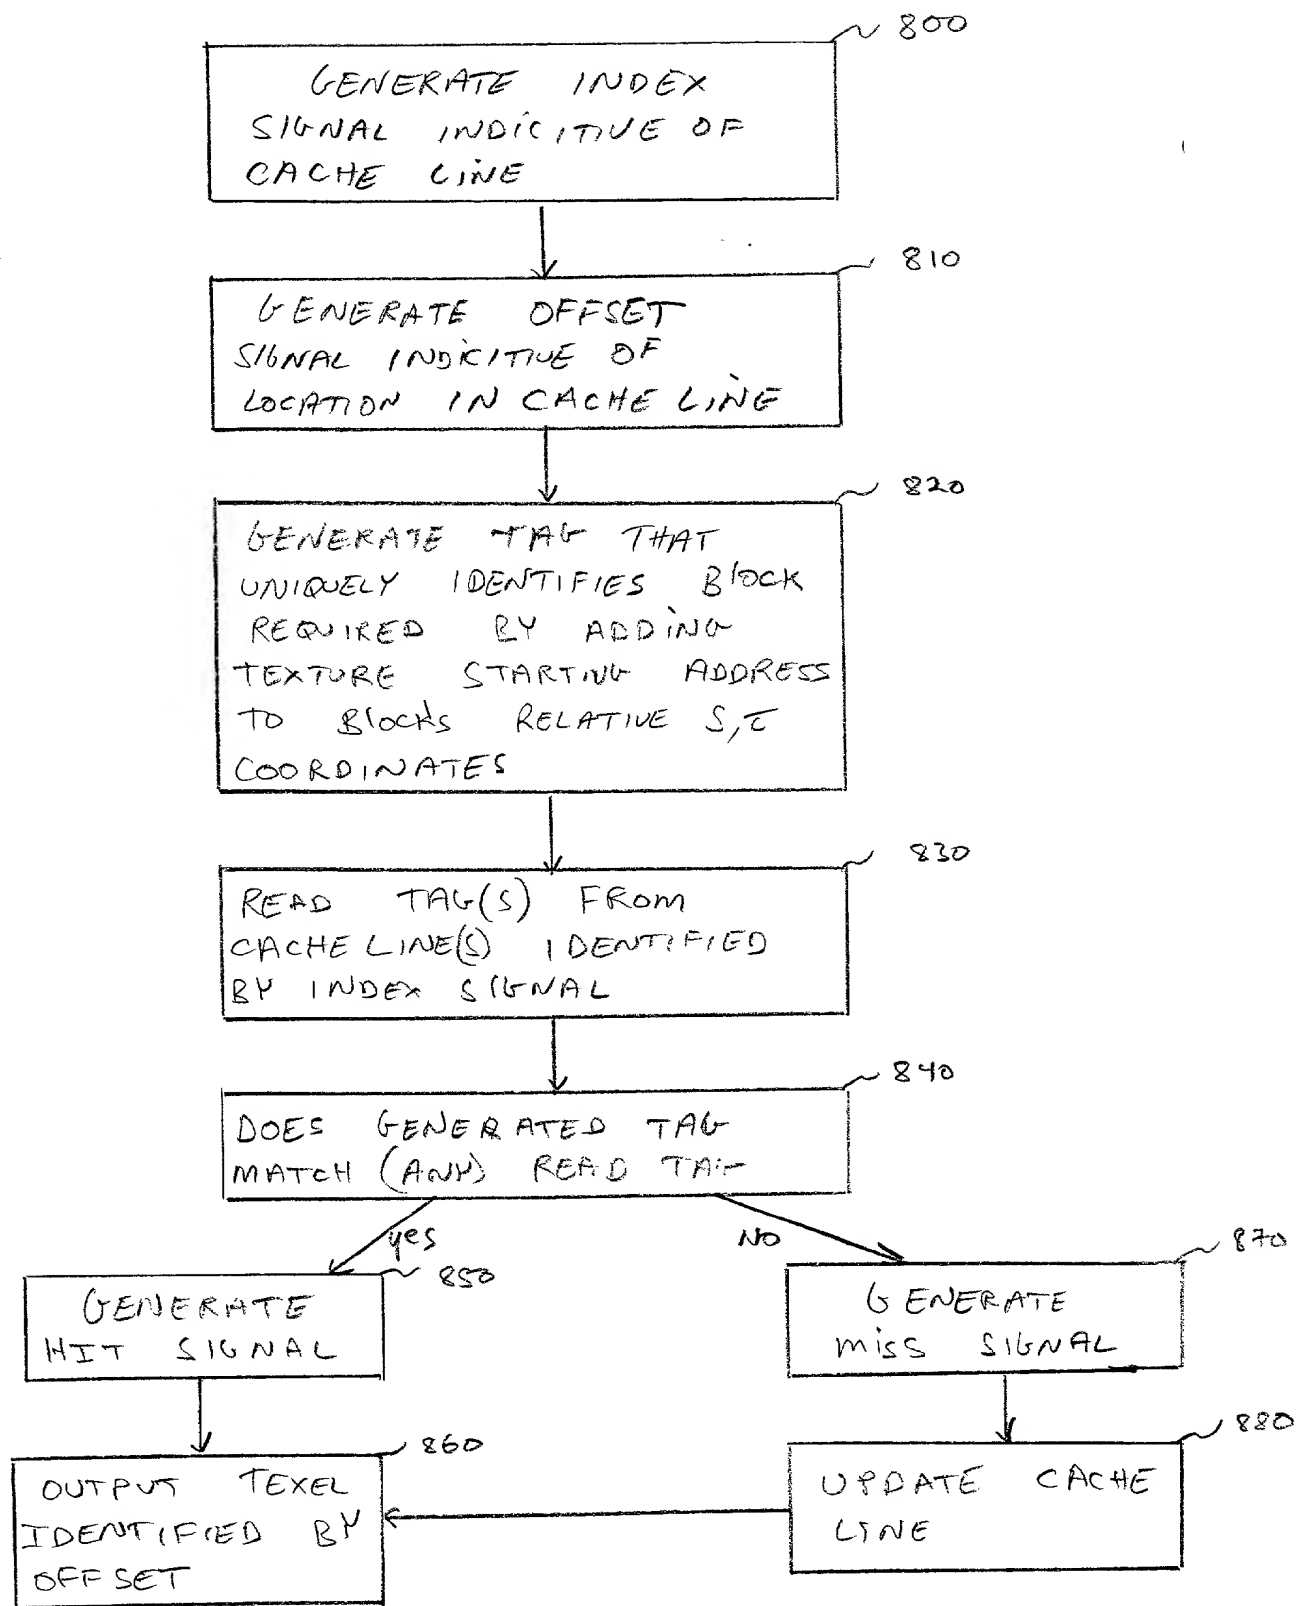 800
GENERATE INDEX
SIGNAL INDICITIVE OF
CACHE LINE
810
GENERATE OFFSET
SIGNAL INDICITIVE OF
LOCATION IN CACHE LINE
820
GENERATE TAG THAT
UNIQUELY IDENTIFIES Block
REQUIRED BY ADDING
TEXTURE STARTING ADDRESS
TO Block's RELATIVE S,T
COORDINATES
830
READ TAG(S) FROM
CACHE LINE(S) IDENTIFIED
BY INDEX SIGNAL
840
DOES GENERATED TAG
MATCH (ANY) READ TAG
yes
NO
850
GENERATE
HIT SIGNAL
870
GENERATE
MISS SIGNAL
860
OUTPUT TEXEL
IDENTIFIED BY
OFFSET
880
UPDATE CACHE
LINE